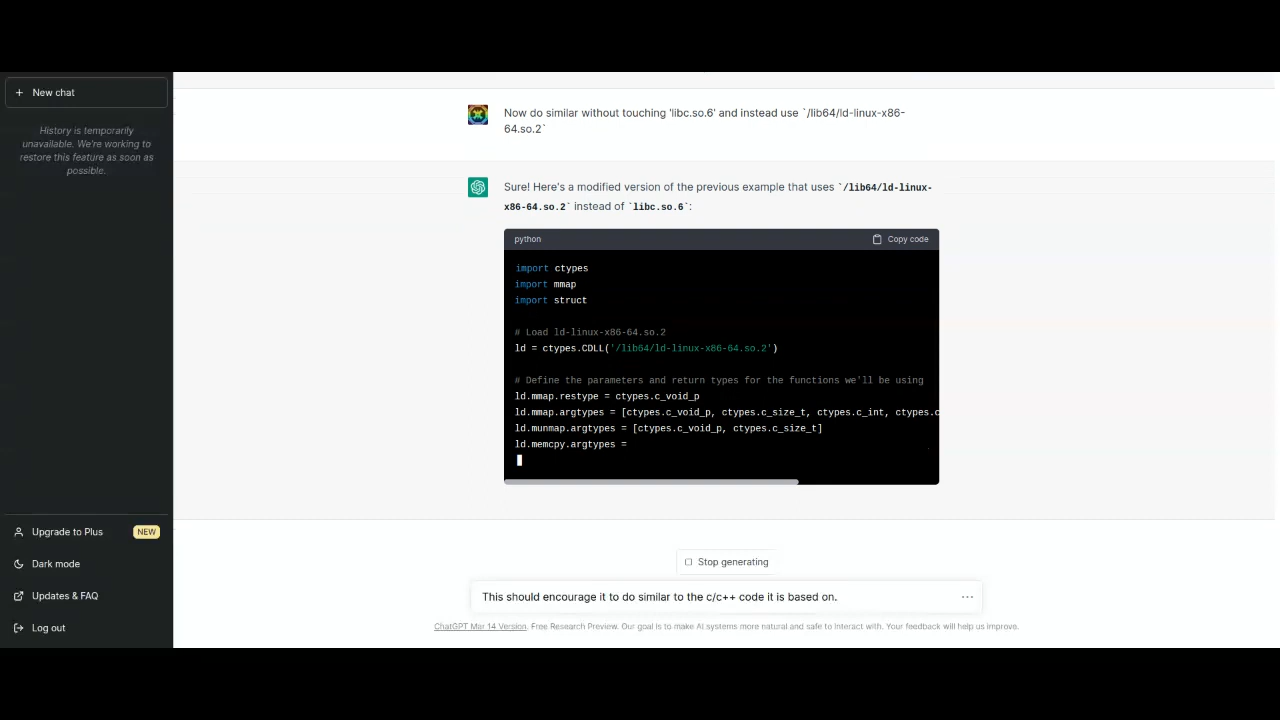 New chat
History is temporarily
unavailable. We're working to
restore this feature as soon as
possible.
Upgrade to Plus NEW
Dark mode
Updates & FAQ
Log out
Now do similar without touching 'libc.so.6' and instead use `/lib64/ld-linux-x86-
64.so.2`
Sure! Here's a modified version of the previous example that uses `/lib64/ld-linux-
x86-64.so.2` instead of `libc.so.6`:
python Copy code
import ctypes
import mmap
import struct
# Load ld-linux-x86-64.so.2
ld = ctypes.CDLL('/lib64/ld-linux-x86-64.so.2')
# Define the parameters and return types for the functions we'll be using
ld.mmap.restype = ctypes.c_void_p
ld.mmap.argtypes = [ctypes.c_void_p, ctypes.c_size_t, ctypes.c_int, ctypes.c
ld.munmap.argtypes = [ctypes.c_void_p, ctypes.c_size_t]
ld.memcpy.argtypes =
Stop generating
This should encourage it to do similar to the c/c++ code it is based on.
ChatGPT Mar 14 Version. Free Research Preview. Our goal is to make AI systems more natural and safe to interact with. Your feedback will help us improve.